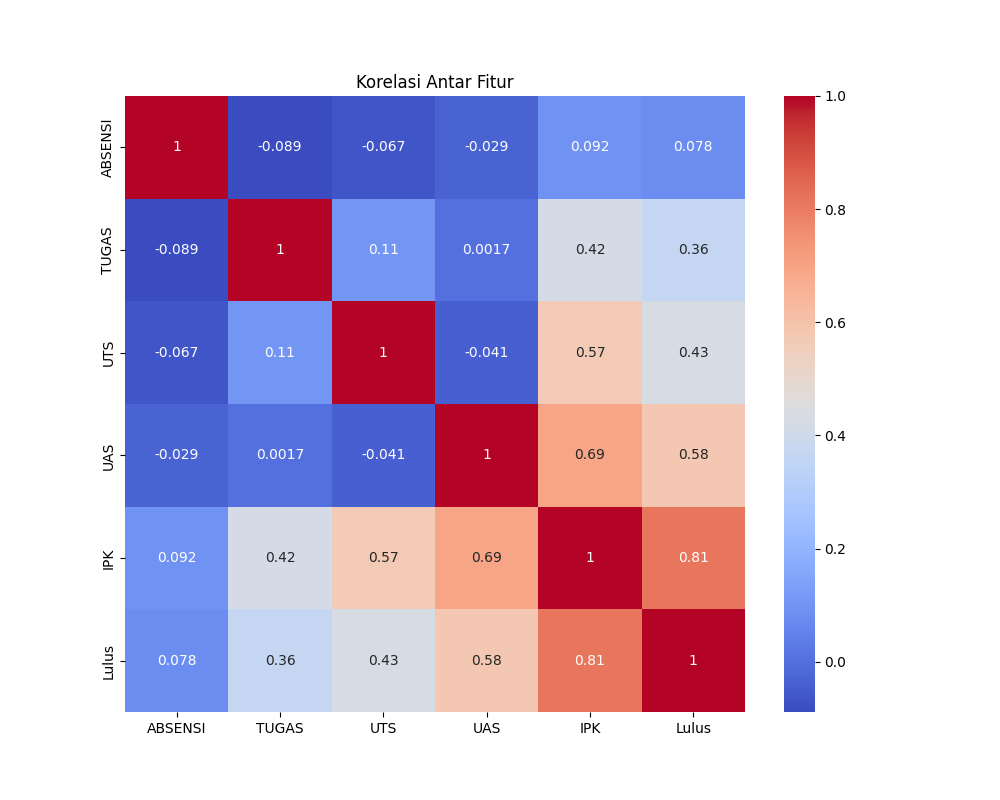 Korelasi Antar Fitur
ABSENSI 1 -0.089 -0.067 -0.029 0.092 0.078
TUGAS -0.089 1 0.11 0.0017 0.42 0.36
UTS -0.067 0.11 1 -0.041 0.57 0.43
UAS -0.029 0.0017 -0.041 1 0.69 0.58
IPK 0.092 0.42 0.57 0.69 1 0.81
Lulus 0.078 0.36 0.43 0.58 0.81 1
ABSENSI TUGAS UTS UAS IPK Lulus
1.0
0.8
0.6
0.4
0.2
0.0